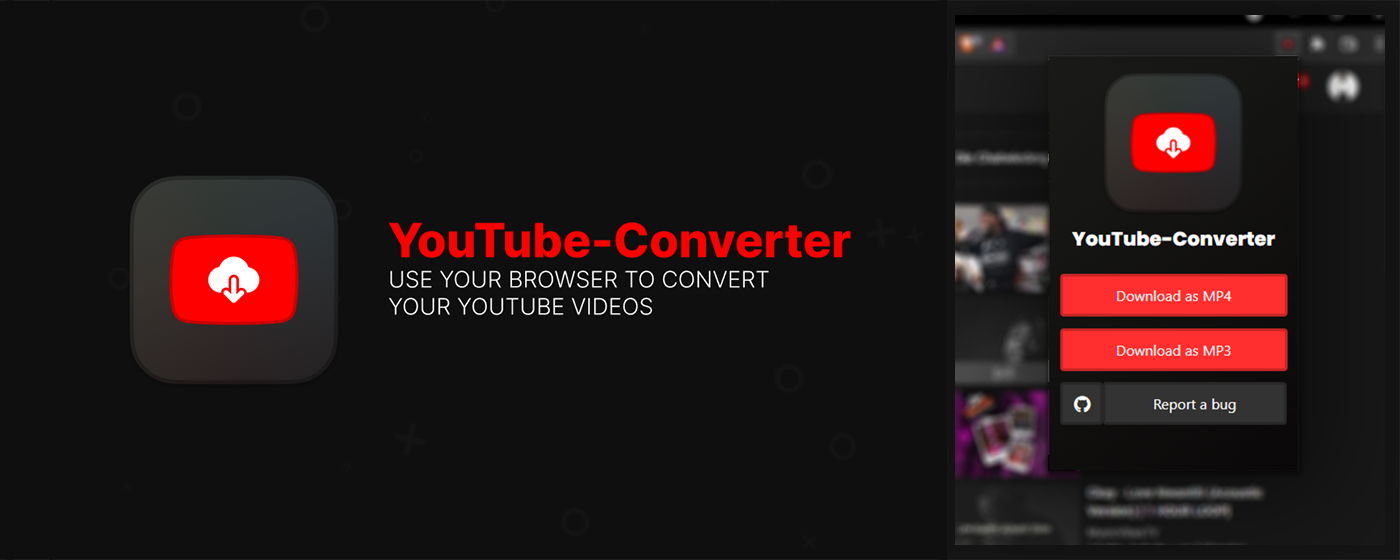 YouTube-Converter
USE YOUR BROWSER TO CONVERT
YOUR YOUTUBE VIDEOS
YouTube-Converter
Download as MP4
Download as MP3
Report a bug